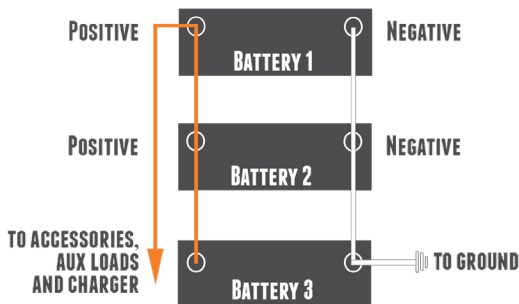 POSITIVE
NEGATIVE
BATTERY 1
POSITIVE
NEGATIVE
BATTERY 2
TO ACCESSORIES,
AUX LOADS
AND CHARGER
TO GROUND
BATTERY 3